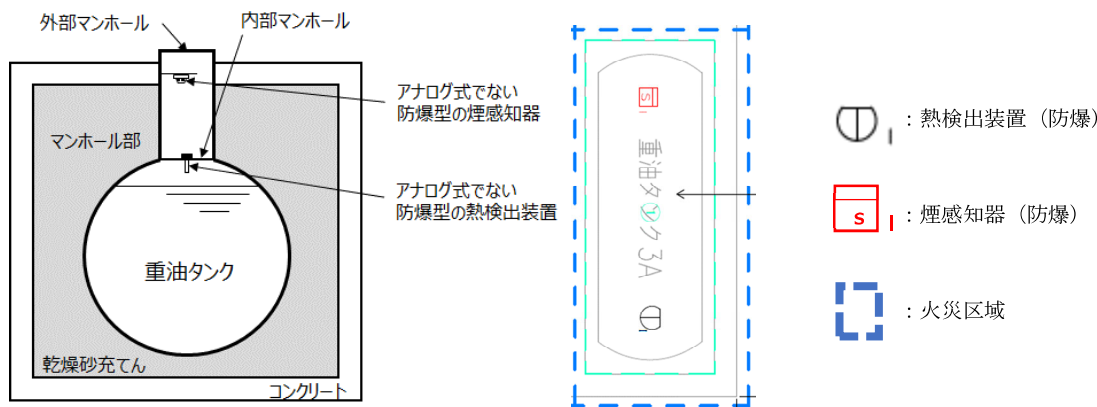 外部マンホール
内部マンホール
アナログ式でない
防爆型の煙感知器
マンホール部
アナログ式でない
防爆型の熱検出装置
重油タンク
乾燥砂充てん
コンクリート
S
重油タンク3A
:熱検出装置(防爆)
S
:煙感知器(防爆)
:火災区域